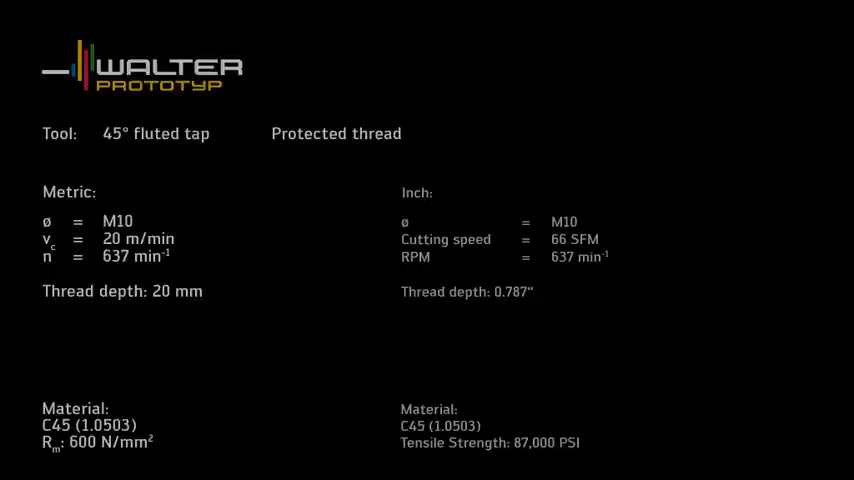 WALTER
PROTOTYP
Tool: 45° fluted tap Protected thread
Metric:
ø = M10
vc = 20 m/min
n = 637 min-1
Thread depth: 20 mm
Inch:
ø = M10
Cutting speed = 66 SFM
RPM = 637 min-1
Thread depth: 0.787“
Material:
C45 (1.0503)
Rm: 600 N/mm²
Material:
C45 (1.0503)
Tensile Strength: 87,000 PSI